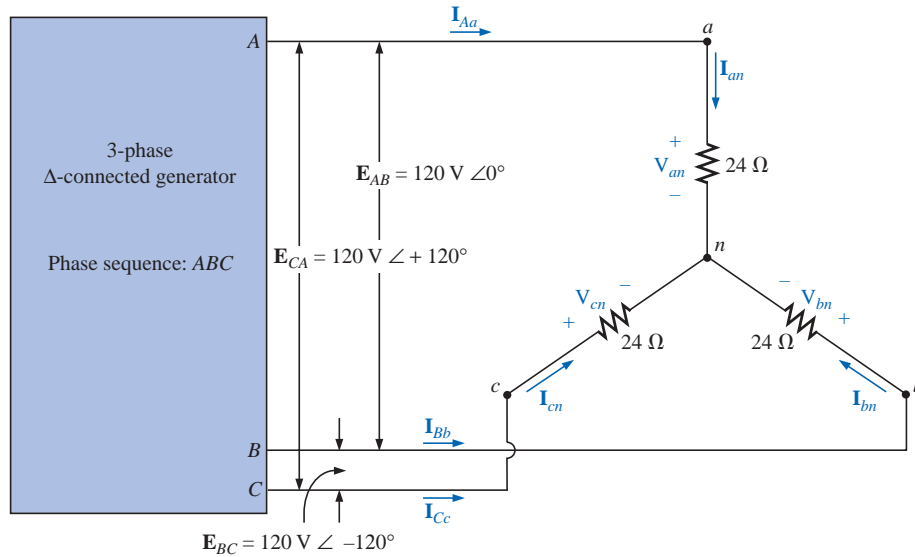 I_Aa
A
a
I_an
3-phase
Δ-connected generator
E_AB = 120 V ∠0°
+
V_an
24 Ω
–
Phase sequence: ABC
E_CA = 120 V ∠ + 120°
n
V_cn
–
–
V_bn
+
+
24 Ω
24 Ω
c
I_cn
I_bn
I_Bb
B
C
I_Cc
E_BC = 120 V ∠ –120°